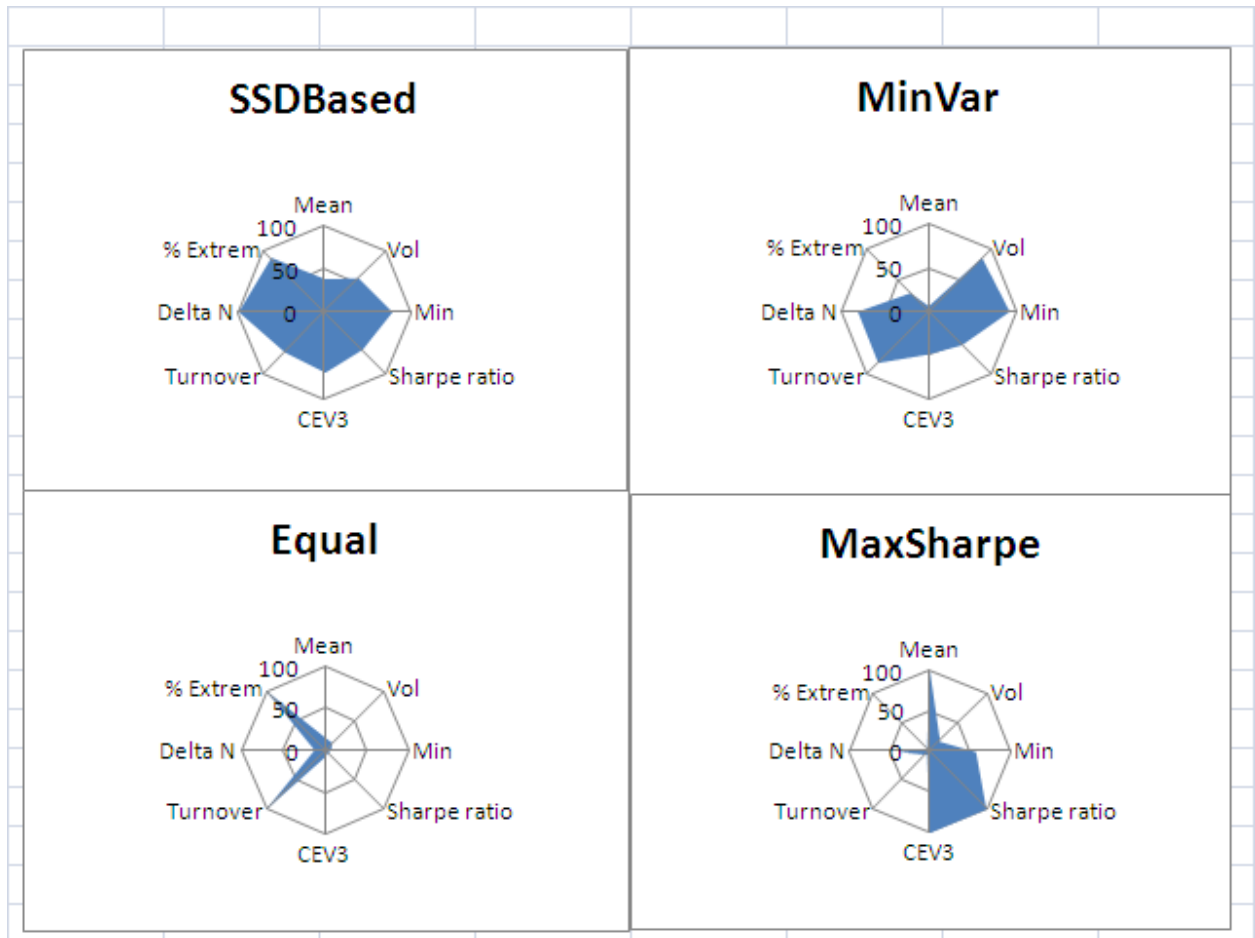 SSDBased
Mean
100
% Extrem
Vol
50
Delta N
0
Min
Turnover
Sharpe ratio
CEV3
MinVar
Mean
100
% Extrem
Vol
50
Delta N
0
Min
Turnover
Sharpe ratio
CEV3
Equal
Mean
100
% Extrem
Vol
50
Delta N
0
Min
Turnover
Sharpe ratio
CEV3
MaxSharpe
Mean
100
% Extrem
Vol
50
Delta N
0
Min
Turnover
Sharpe ratio
CEV3